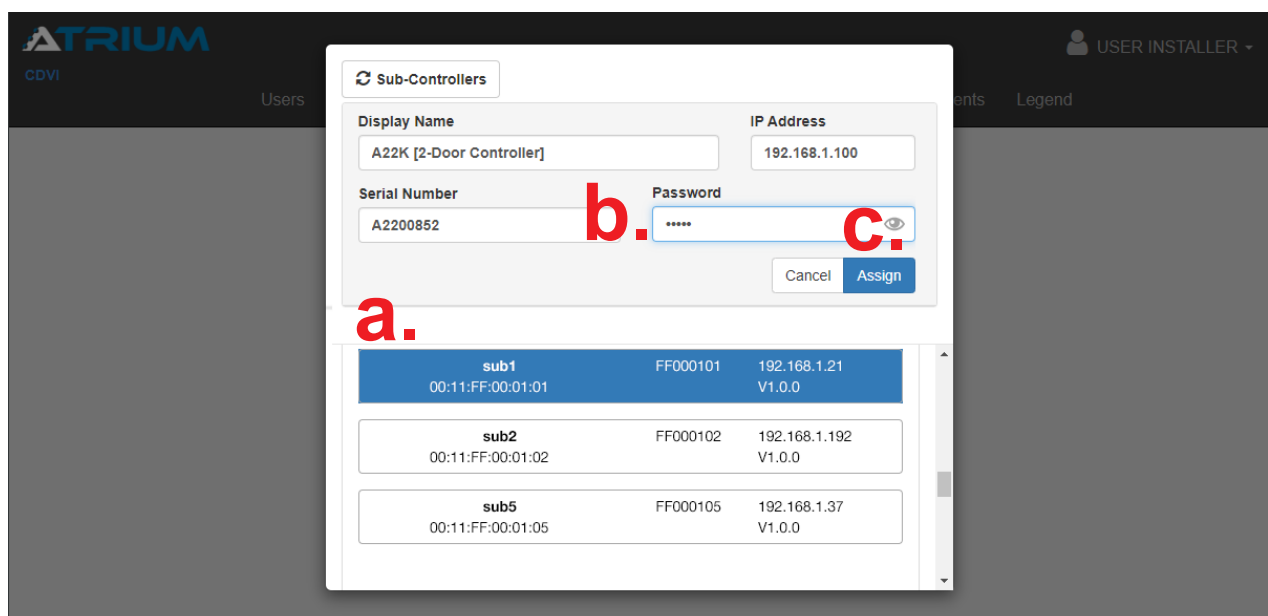 ATRIUM
CDVI
USER INSTALLER
Users
ents
Legend
Sub-Controllers
Display Name
IP Address
A22K [2-Door Controller]
192.168.1.100
Serial Number
Password
A2200852
b.
•••••
c.
Cancel
Assign
a.
sub1 FF000101 192.168.1.21
00:11:FF:00:01:01 V1.0.0
sub2 FF000102 192.168.1.192
00:11:FF:00:01:02 V1.0.0
sub5 FF000105 192.168.1.37
00:11:FF:00:01:05 V1.0.0